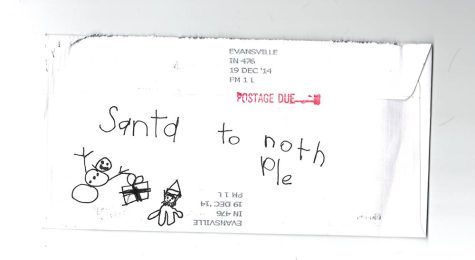 EVANSVILLE
IN 476
19 DEC '14
PM 1 L
POSTAGE DUE
Santa to noth
Ple
EVANSVILLE
IN 476
19 DEC '14
PM 1 L